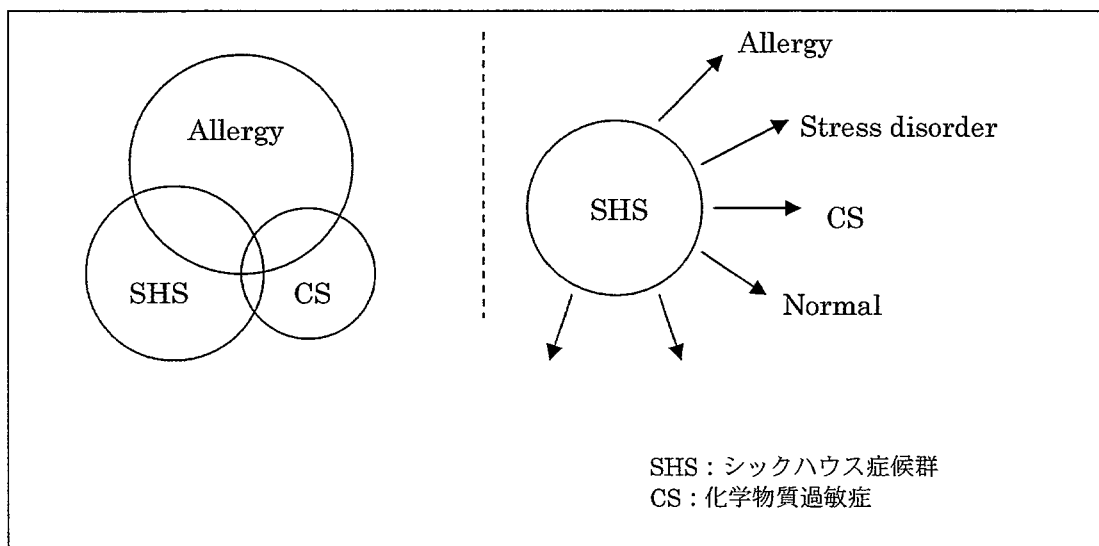 Allergy
SHS
CS
Allergy
Stress disorder
SHS
CS
Normal
SHS：シックハウス症候群
CS：化学物質過敏症